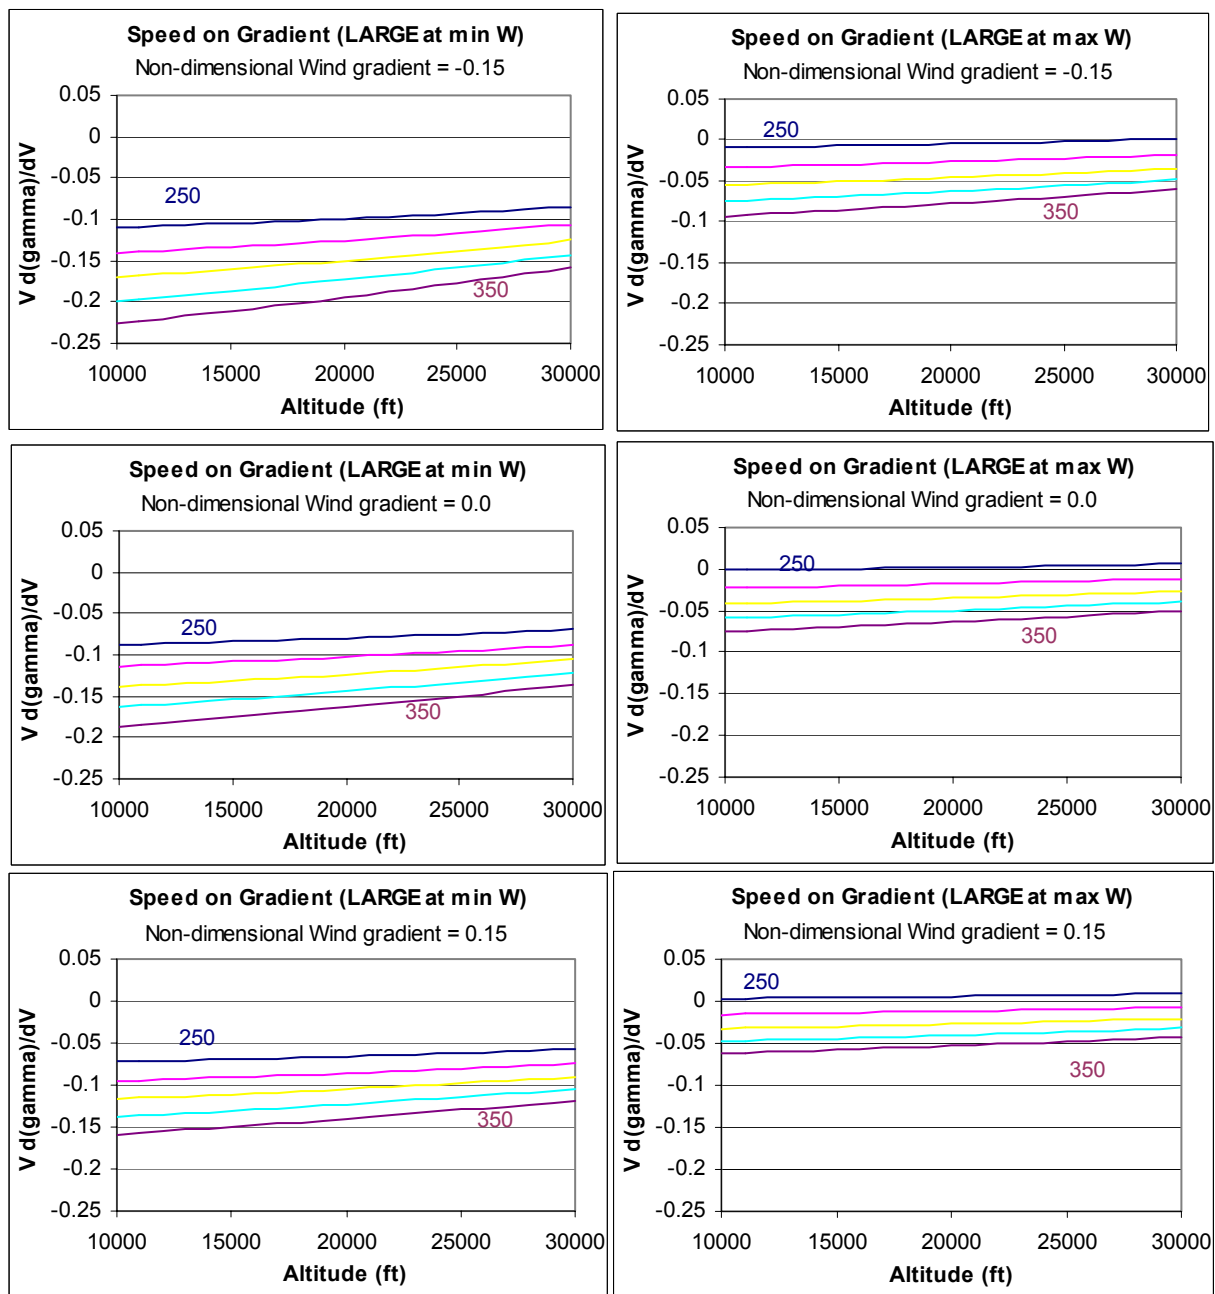 Speed on Gradient (LARGE at min W)
Non-dimensional Wind gradient = -0.15
0.05
0
-0.05
-0.1
-0.15
-0.2
-0.25
V d(gamma)/dV
250
350
10000 15000 20000 25000 30000
Altitude (ft)
Speed on Gradient (LARGE at max W)
Non-dimensional Wind gradient = -0.15
0.05
0
-0.05
-0.1
-0.15
-0.2
-0.25
V d(gamma)/dV
250
350
10000 15000 20000 25000 30000
Altitude (ft)
Speed on Gradient (LARGE at min W)
Non-dimensional Wind gradient = 0.0
0.05
0
-0.05
-0.1
-0.15
-0.2
-0.25
V d(gamma)/dV
250
350
10000 15000 20000 25000 30000
Altitude (ft)
Speed on Gradient (LARGE at max W)
Non-dimensional Wind gradient = 0.0
0.05
0
-0.05
-0.1
-0.15
-0.2
-0.25
V d(gamma)/dV
250
350
10000 15000 20000 25000 30000
Altitude (ft)
Speed on Gradient (LARGE at min W)
Non-dimensional Wind gradient = 0.15
0.05
0
-0.05
-0.1
-0.15
-0.2
-0.25
V d(gamma)/dV
250
350
10000 15000 20000 25000 30000
Altitude (ft)
Speed on Gradient (LARGE at max W)
Non-dimensional Wind gradient = 0.15
0.05
0
-0.05
-0.1
-0.15
-0.2
-0.25
V d(gamma)/dV
250
350
10000 15000 20000 25000 30000
Altitude (ft)